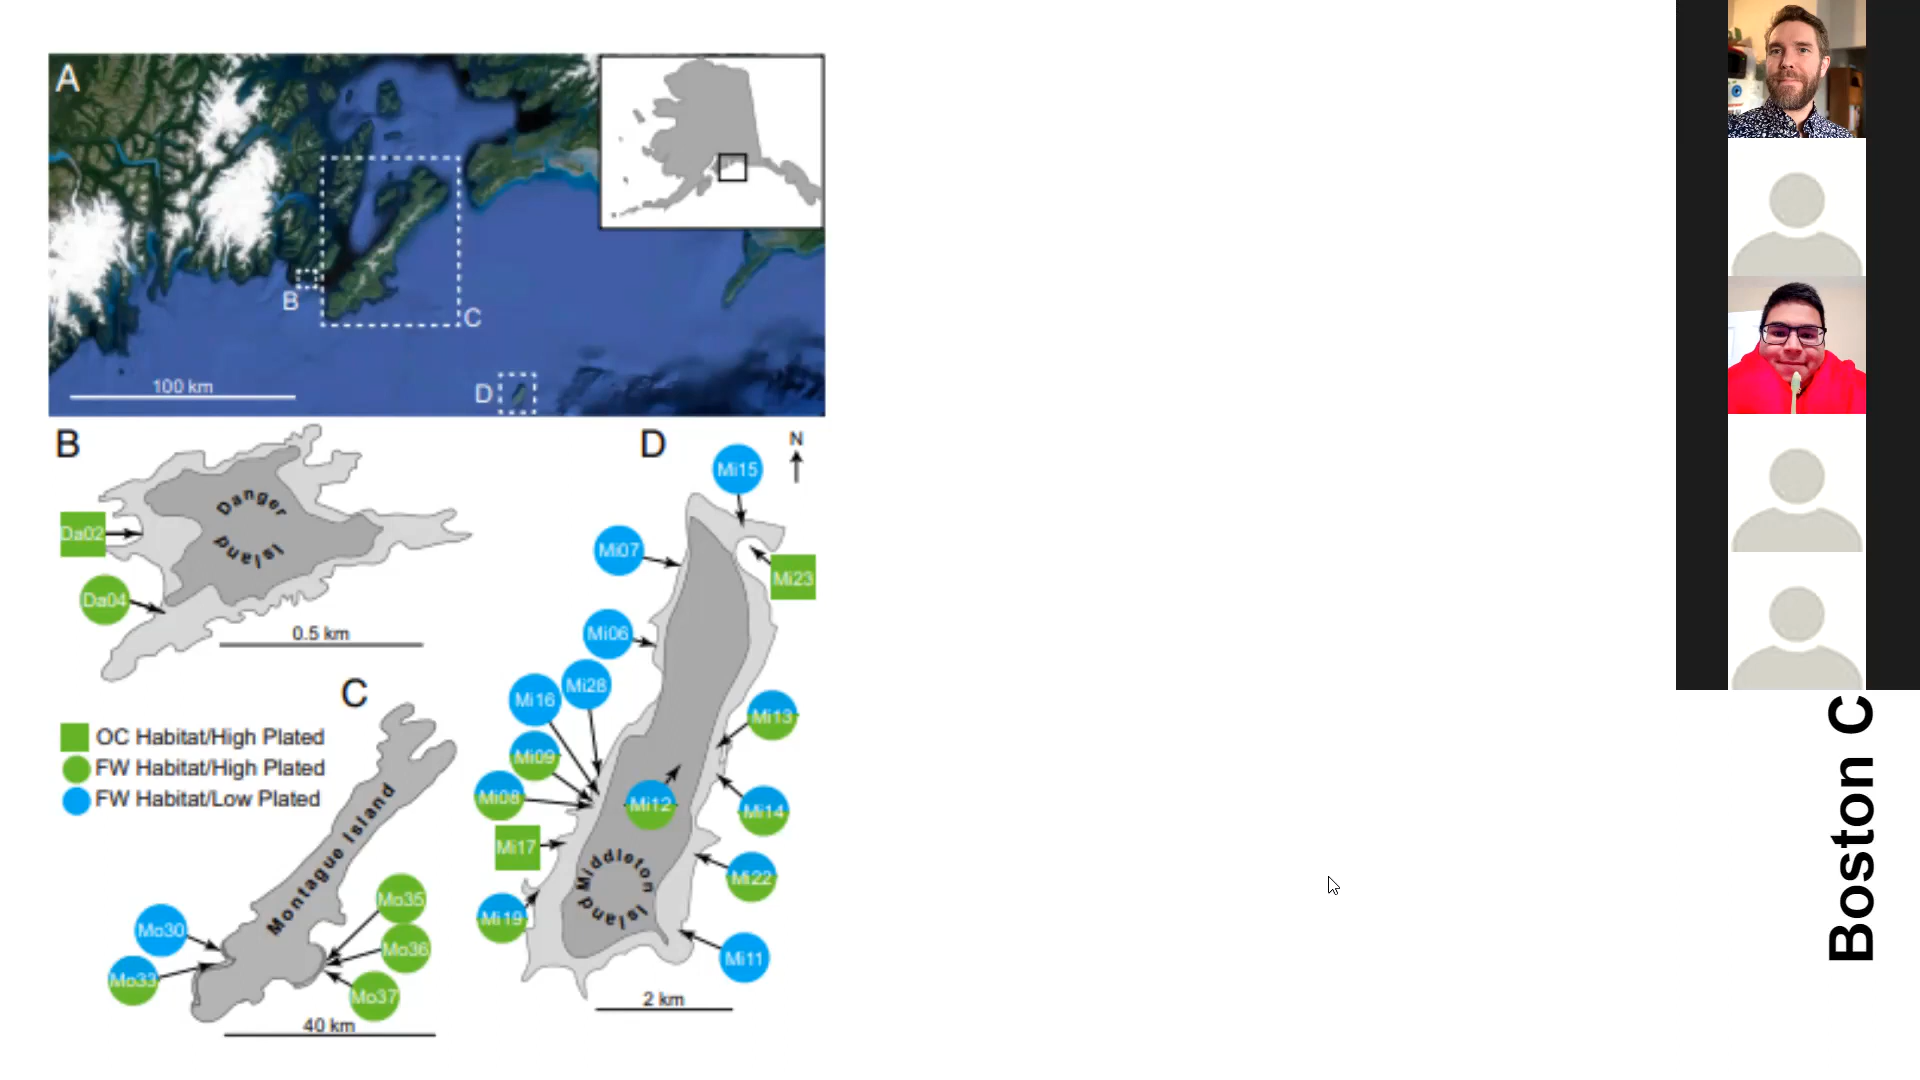 A
B
C
D
100 km
B
Danger
Island
Da02
Da04
0.5 km
C
OC Habitat/High Plated
FW Habitat/High Plated
FW Habitat/Low Plated
Montague Island
Mo30
Mo33
Mo35
Mo36
Mo37
40 km
D
N
Mi15
Mi07
Mi23
Mi06
Mi28
Mi16
Mi13
Mi09
Mi08
Mi12
Mi14
Mi17
Middleton
Island
Mi22
Mi19
Mi11
2 km
Boston C